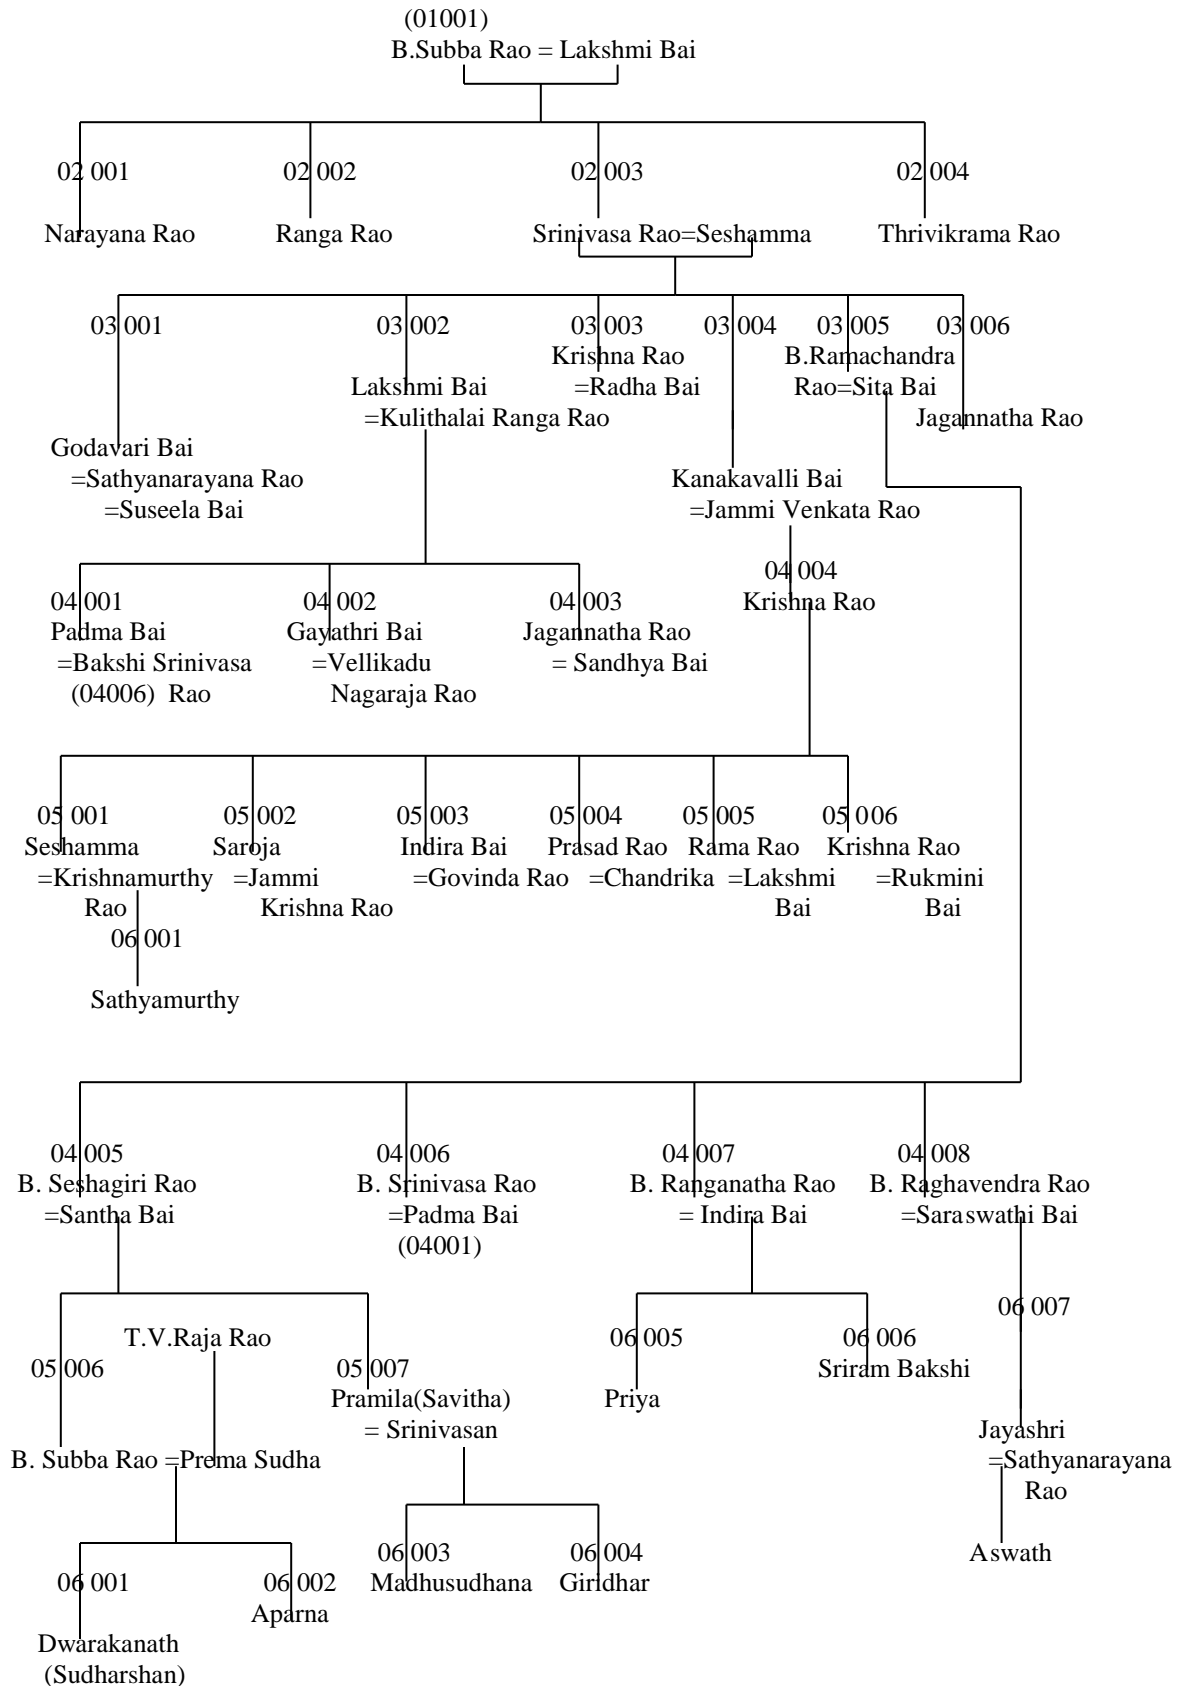 (01001)
B.Subba Rao = Lakshmi Bai
02 001 02 002 02 003 02 004
Narayana Rao Ranga Rao Srinivasa Rao=Seshamma Thrivikrama Rao
03 001 03 002 03 003 03 004 03 005 03 006
Krishna Rao B.Ramachandra
Lakshmi Bai =Radha Bai Rao=Sita Bai
=Kulithalai Ranga Rao Jagannatha Rao
Godavari Bai
=Sathyanarayana Rao Kanakavalli Bai
=Suseela Bai =Jammi Venkata Rao
04 004
04 001 04 002 04 003 Krishna Rao
Padma Bai Gayathri Bai Jagannatha Rao
=Bakshi Srinivasa =Vellikadu = Sandhya Bai
(04006) Rao Nagaraja Rao
05 001 05 002 05 003 05 004 05 005 05 006
Seshamma Saroja Indira Bai Prasad Rao Rama Rao Krishna Rao
=Krishnamurthy =Jammi =Govinda Rao =Chandrika =Lakshmi =Rukmini
Rao Krishna Rao Bai Bai
06 001
Sathyamurthy
04 005 04 006 04 007 04 008
B. Seshagiri Rao B. Srinivasa Rao B. Ranganatha Rao B. Raghavendra Rao
=Santha Bai =Padma Bai = Indira Bai =Saraswathi Bai
(04001)
06 007
T.V.Raja Rao 06 005 06 006
05 006 05 007 Sriram Bakshi
Pramila(Savitha) Priya
= Srinivasan Jayashri
B. Subba Rao =Prema Sudha =Sathyanarayana
Rao
06 003 06 004 Aswath
06 001 06 002 Madhusudhana Giridhar
Aparna
Dwarakanath
(Sudharshan)